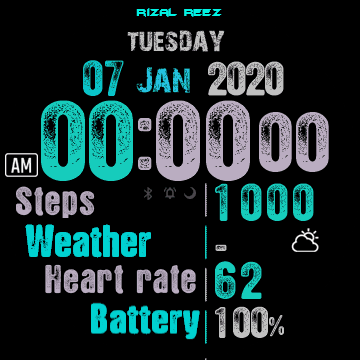 RIZAL REEZ
TUESDAY
07 JAN 2020
AM 00:00:00
Steps 1000
Weather -
Heart rate 62
Battery 100%